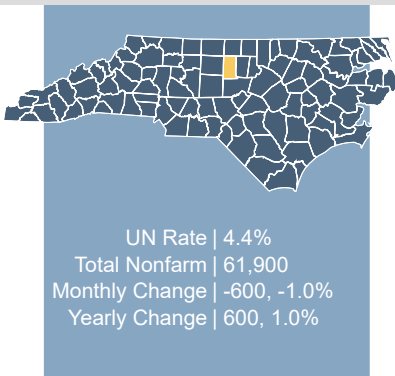 UN Rate | 4.4%
Total Nonfarm | 61,900
Monthly Change | -600, -1.0%
Yearly Change | 600, 1.0%